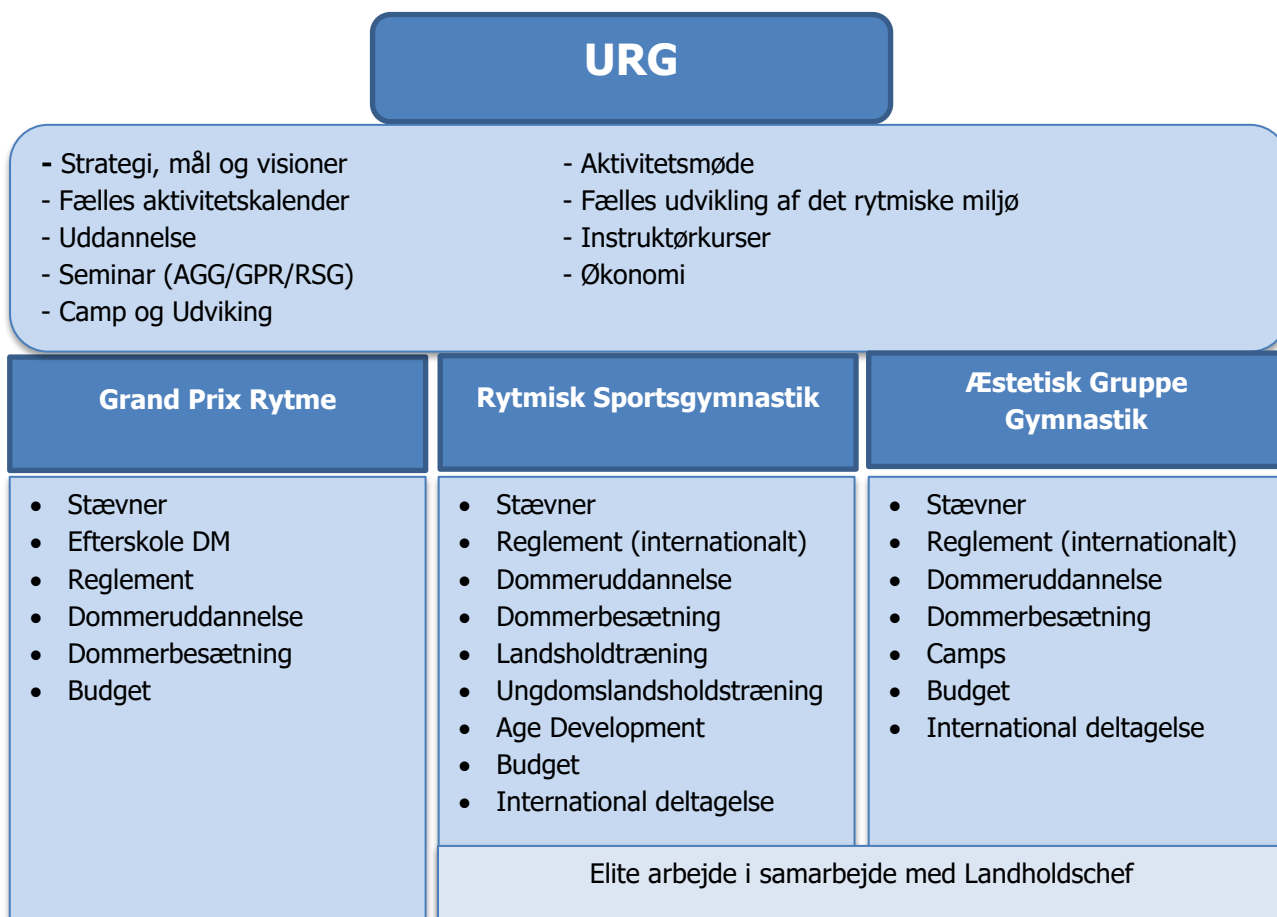 URG
- Strategi, mål og visioner
- Fælles aktivitetskalender
- Uddannelse
- Seminar (AGG/GPR/RSG)
- Camp og Udviking
- Aktivitetsmøde
- Fælles udvikling af det rytmiske miljø
- Instruktørkurser
- Økonomi
Grand Prix Rytme
• Stævner
• Efterskole DM
• Reglement
• Dommeruddannelse
• Dommerbesætning
• Budget
Rytmisk Sportsgymnastik
• Stævner
• Reglement (internationalt)
• Dommeruddannelse
• Dommerbesætning
• Landsholdtræning
• Ungdomslandsholdstræning
• Age Development
• Budget
• International deltagelse
Æstetisk Gruppe
Gymnastik
• Stævner
• Reglement (internationalt)
• Dommeruddannelse
• Dommerbesætning
• Camps
• Budget
• International deltagelse
Elite arbejde i samarbejde med Landholdschef